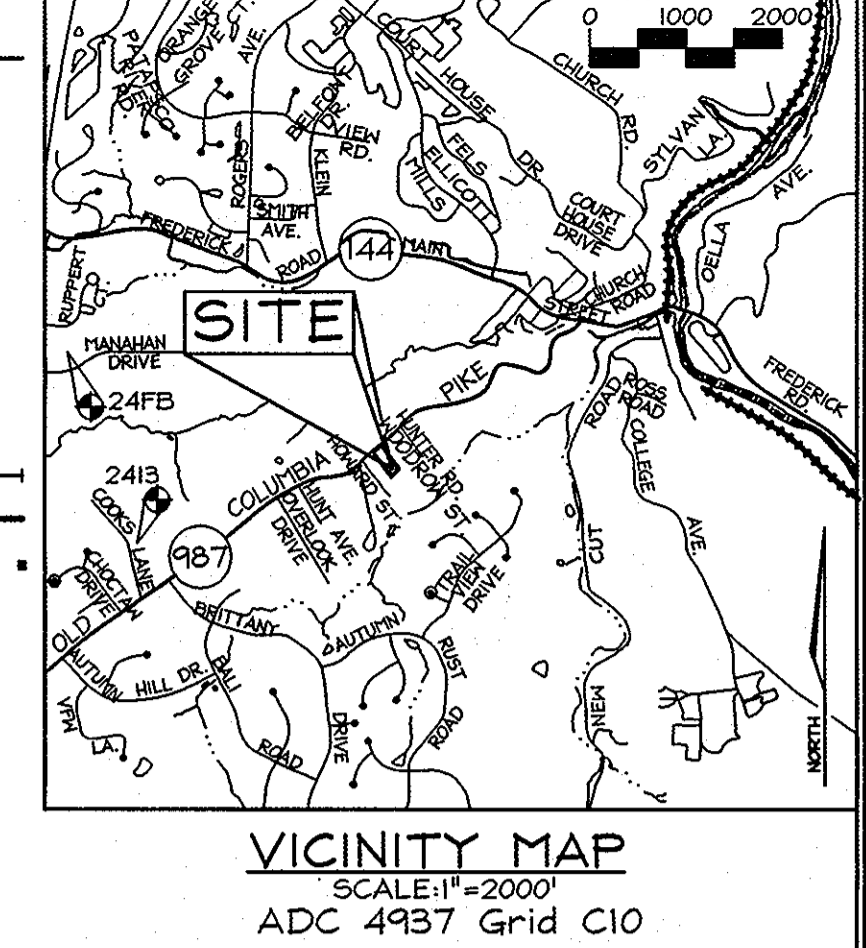 0 1000 2000
ORANGE
GROVE
T.
AVE.
PATAPSCO
RIVER
RD.
COURT HOUSE DR.
CHURCH RD.
BELFONT
DR.
VIEW
RD.
ROGERS
KLEIN
SMITH
AVE.
FELS
ELLICOTT
MILLS
SYLVAN
LA.
COURT
HOUSE
DRIVE
OELLA AVE.
FREDERICK
ROAD
144
MAIN
STREET
CHURCH
ROAD
RUPPERT
SITE
MANAHAN
DRIVE
24FB
PIKE
ROSS
ROAD
ROAD
FREDERICK
RD.
HUNTER RD.
WOODROW ST
HOWARD ST.
COLLEGE
AVE.
COLUMBIA
HUNT AVE.
OVERLOOK
DRIVE
2413
COOKS
LANE
987
CHOCTAW
DRIVE
TRAIL
VIEW
DRIVE
CUT
OLD
BRITTANY
AUTUMN
RUST
ROAD
AUTUMN
HILL DR.
BALI
ROAD
DRIVE
VFW
LA.
NEW
NORTH
VICINITY MAP
SCALE:1"=2000'
ADC 4937 Grid C10